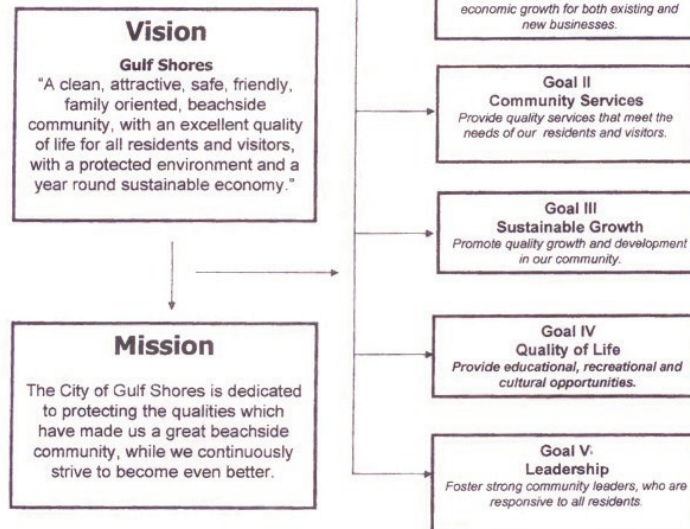 Vision
Gulf Shores
"A clean, attractive, safe, friendly,
family oriented, beachside
community, with an excellent quality
of life for all residents and visitors,
with a protected environment and a
year round sustainable economy."
Mission
The City of Gulf Shores is dedicated
to protecting the qualities which
have made us a great beachside
community, while we continuously
strive to become even better.
economic growth for both existing and
new businesses.
Goal II
Community Services
Provide quality services that meet the
needs of our residents and visitors.
Goal III
Sustainable Growth
Promote quality growth and development
in our community.
Goal IV
Quality of Life
Provide educational, recreational and
cultural opportunities.
Goal V
Leadership
Foster strong community leaders, who are
responsive to all residents.